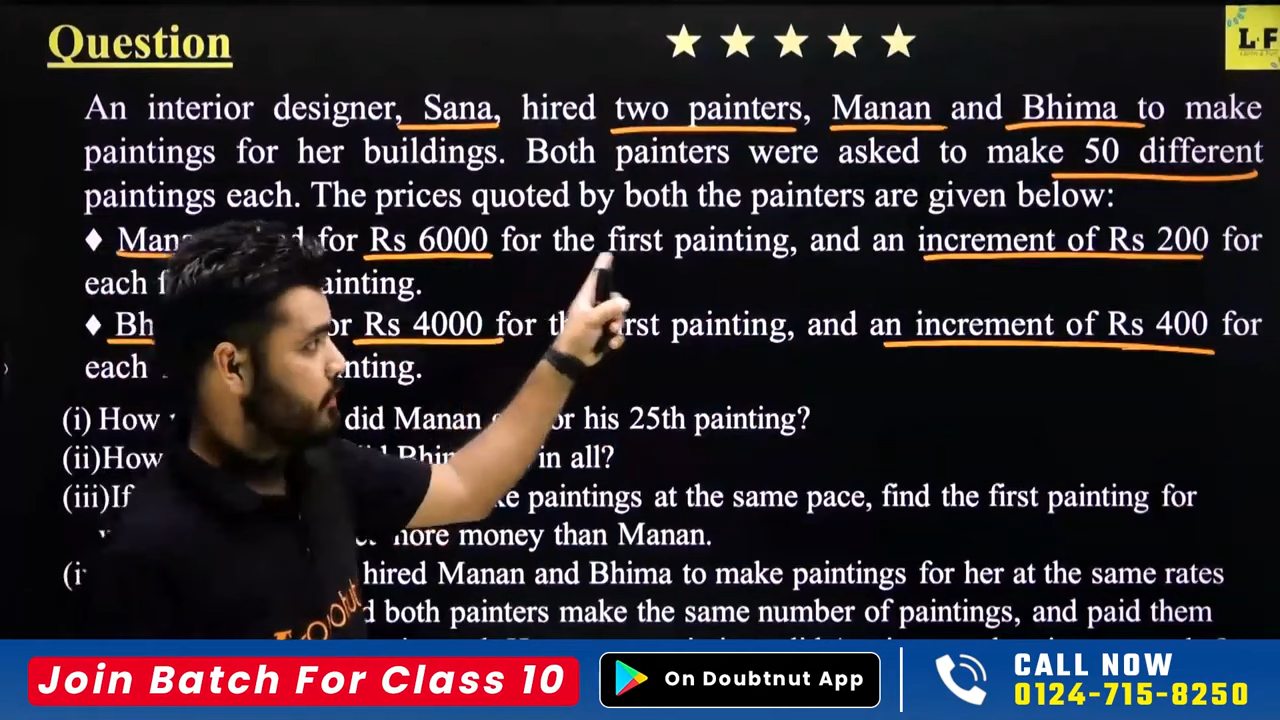 Question
L F
An interior designer, Sana, hired two painters, Manan and Bhima to make
paintings for her buildings. Both painters were asked to make 50 different
paintings each. The prices quoted by both the painters are given below:
♦ for Rs 6000 for the first painting, and an increment of Rs 200 for
each
♦ Rs 4000 for painting, and an increment of Rs 400 for
each
(i) How did Manan his 25th painting?
(ii)How in all?
(iii)If paintings at the same pace, find the first painting for
more money than Manan.
hired Manan and Bhima to make paintings for her at the same rates
both painters make the same number of paintings, and paid them
Join Batch For Class 10
On Doubtnut App
CALL NOW
0124-715-8250